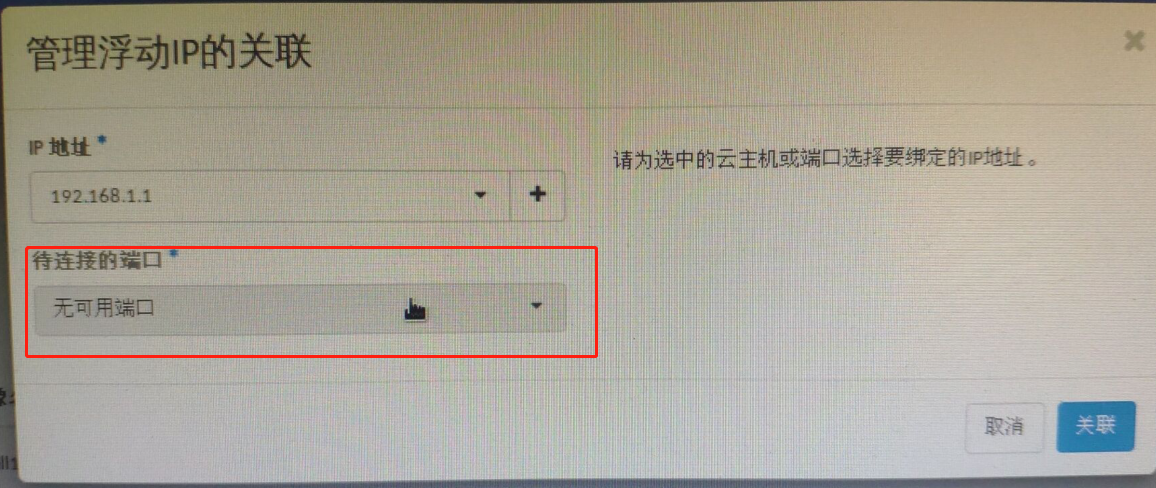 管理浮动IP的关联
IP 地址 *
192.168.1.1
请为选中的云主机或端口选择要绑定的IP地址。
待连接的端口 *
无可用端口
取消
关联